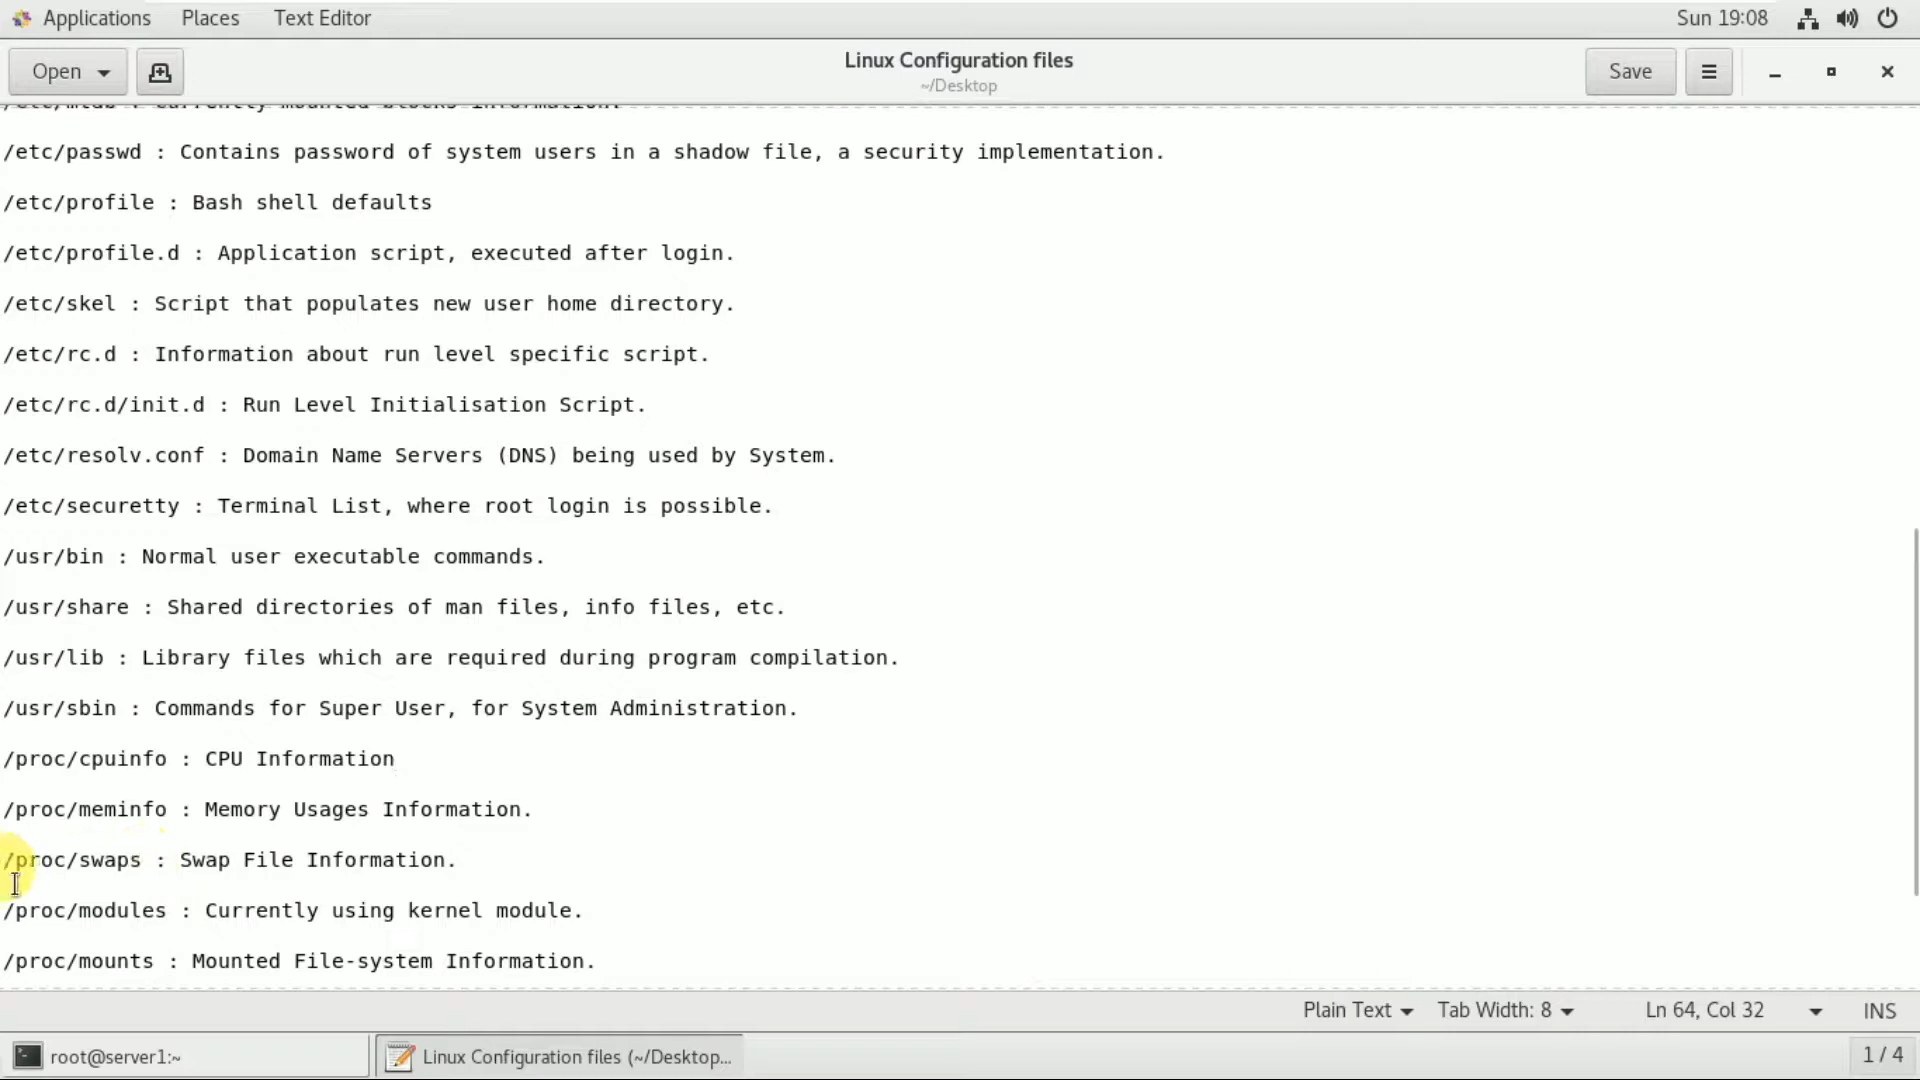 Applications Places Text Editor Sun 19:08
Open Linux Configuration files Save
~/Desktop
/etc/mtab : Currently mounted blocks information.
/etc/passwd : Contains password of system users in a shadow file, a security implementation.
/etc/profile : Bash shell defaults
/etc/profile.d : Application script, executed after login.
/etc/skel : Script that populates new user home directory.
/etc/rc.d : Information about run level specific script.
/etc/rc.d/init.d : Run Level Initialisation Script.
/etc/resolv.conf : Domain Name Servers (DNS) being used by System.
/etc/securetty : Terminal List, where root login is possible.
/usr/bin : Normal user executable commands.
/usr/share : Shared directories of man files, info files, etc.
/usr/lib : Library files which are required during program compilation.
/usr/sbin : Commands for Super User, for System Administration.
/proc/cpuinfo : CPU Information
/proc/meminfo : Memory Usages Information.
/proc/swaps : Swap File Information.
/proc/modules : Currently using kernel module.
/proc/mounts : Mounted File-system Information.
Plain Text Tab Width: 8 Ln 64, Col 32 INS
root@server1:~ Linux Configuration files (~/Desktop... 1 / 4